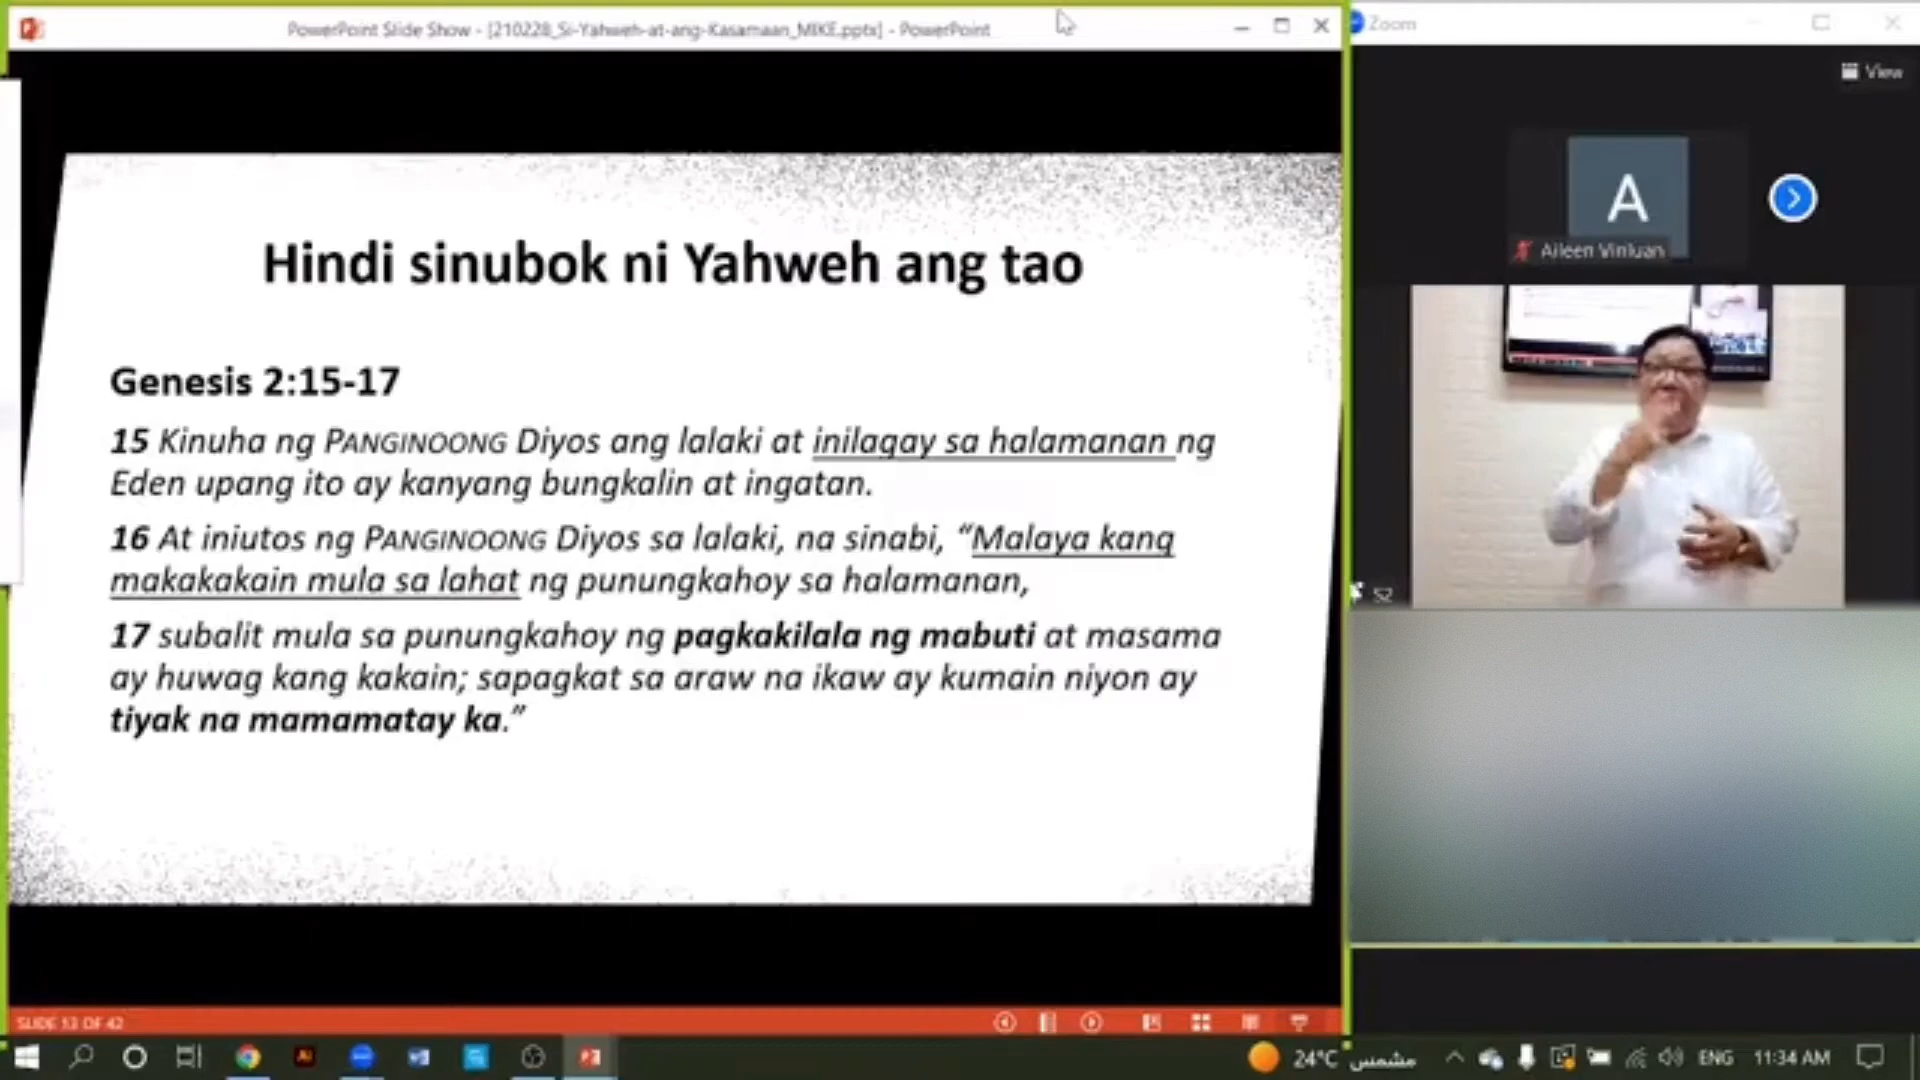 PowerPoint Slide Show - [210228_Si-Yahweh-at-ang-Kasamaan_MIKE.pptx] - PowerPoint
Zoom
View
A
Aileen Vinluan
Hindi sinubok ni Yahweh ang tao
Genesis 2:15-17
15 Kinuha ng PANGINOONG Diyos ang lalaki at inilagay sa halamanan ng
Eden upang ito ay kanyang bungkalin at ingatan.
16 At iniutos ng PANGINOONG Diyos sa lalaki, na sinabi, “Malaya kang
makakakain mula sa lahat ng punungkahoy sa halamanan,
17 subalit mula sa punungkahoy ng pagkakilala ng mabuti at masama
ay huwag kang kakain; sapagkat sa araw na ikaw ay kumain niyon ay
tiyak na mamamatay ka.”
SLIDE 13 OF 42
24°C مشمس
ENG
11:34 AM